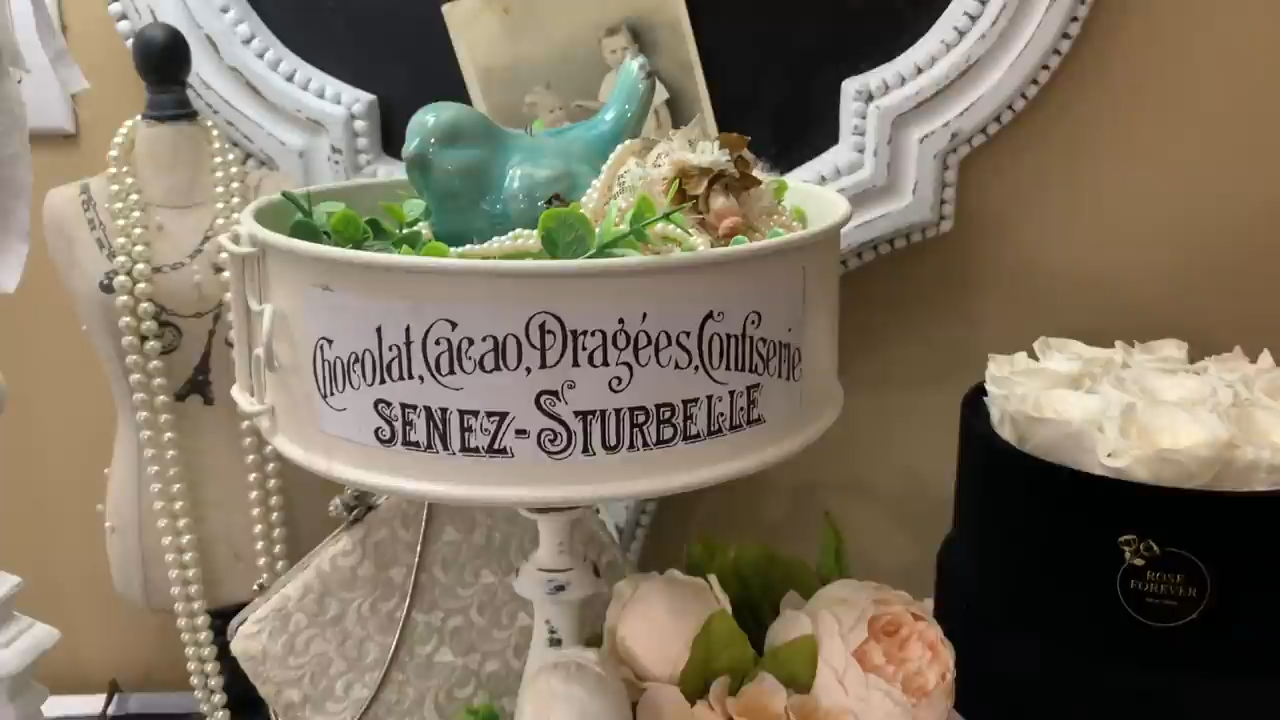 Chocolat, Cacao, Dragées, Confiserie
SENEZ-STURBELLE
ROSE
FOREVER